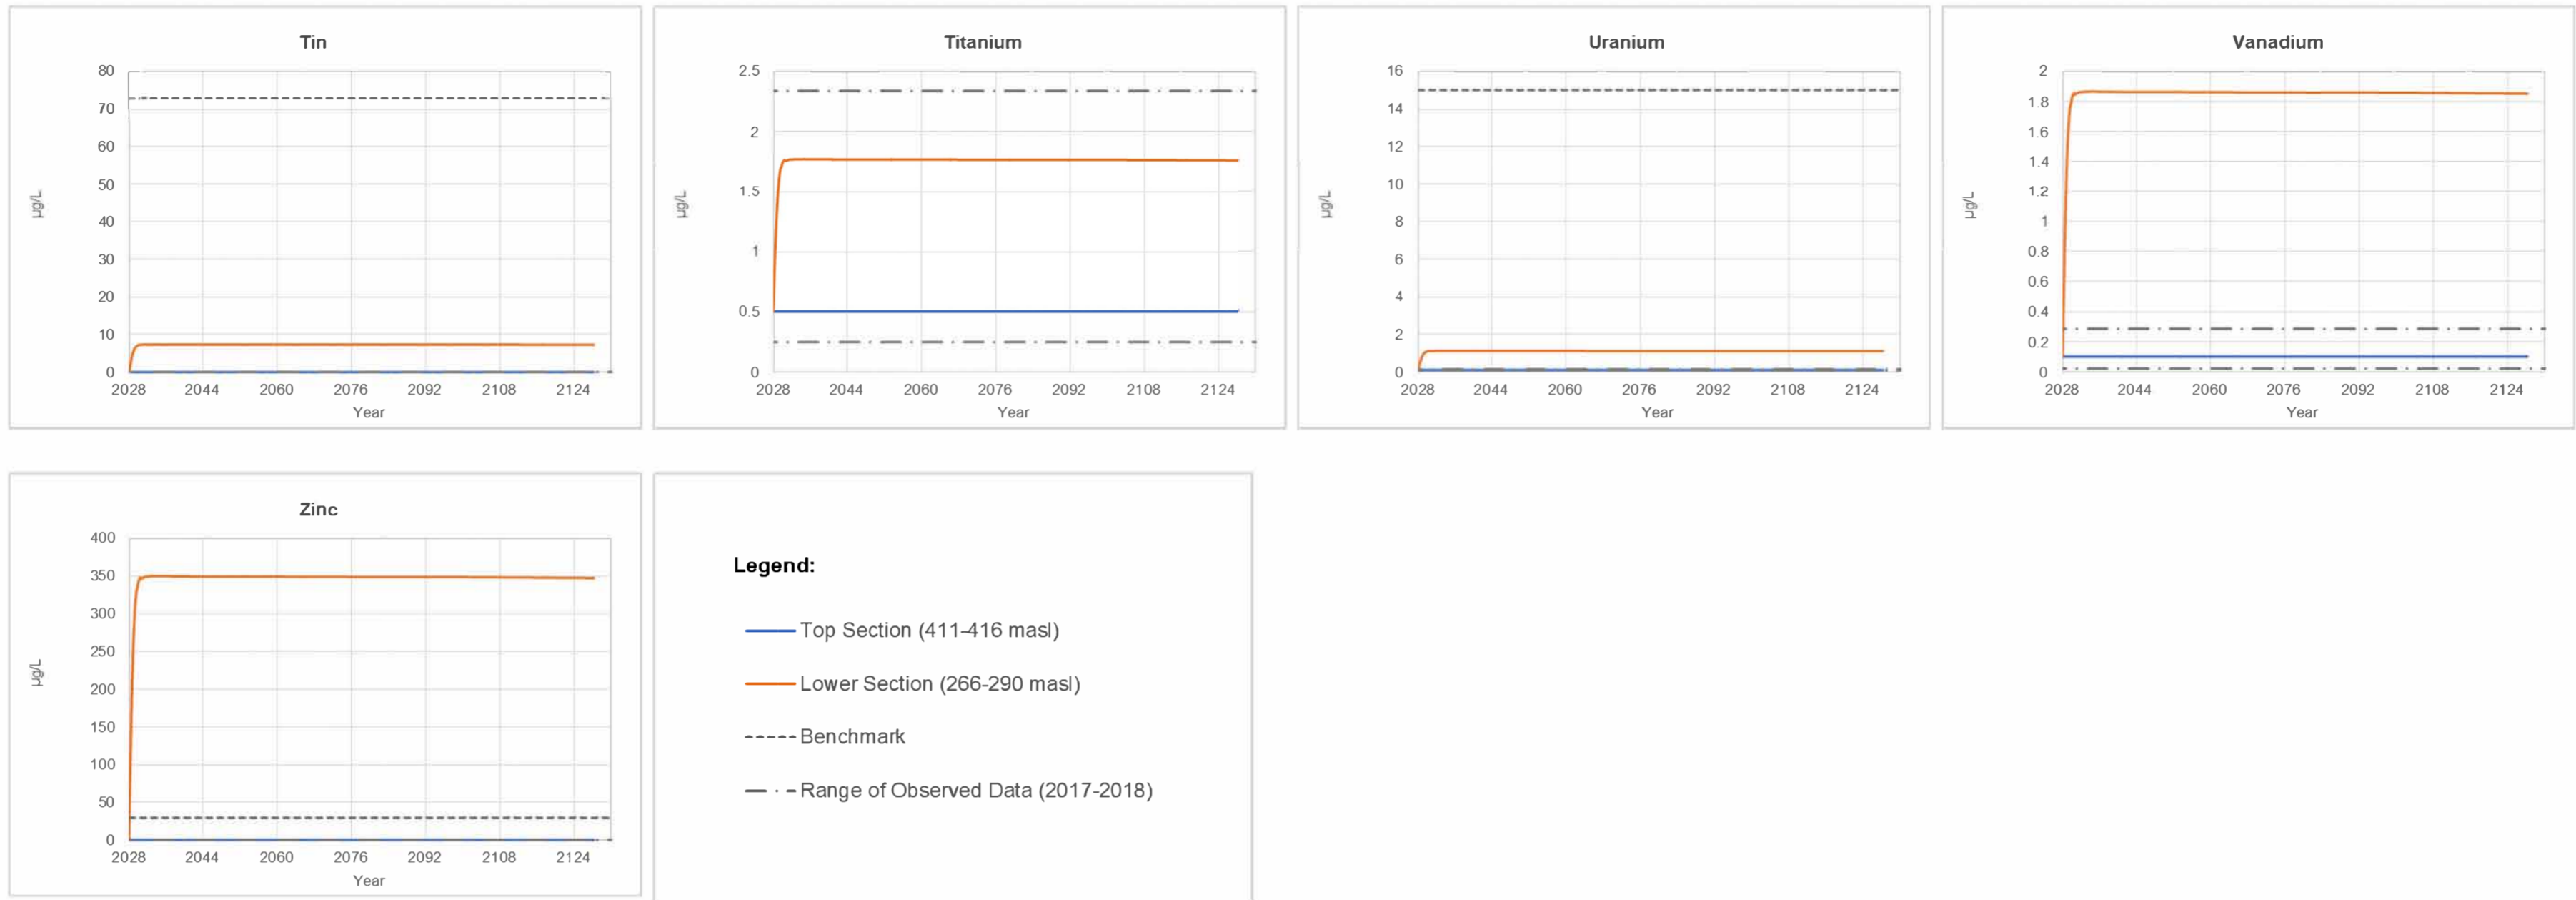 Tin
80
70
60
50
40
30
20
10
0
µg/L
2028 2044 2060 2076 2092 2108 2124
Year
Titanium
2.5
2
1.5
1
0.5
0
µg/L
2028 2044 2060 2076 2092 2108 2124
Year
Uranium
16
14
12
10
8
6
4
2
0
µg/L
2028 2044 2060 2076 2092 2108 2124
Year
Vanadium
2
1.8
1.6
1.4
1.2
1
0.8
0.6
0.4
0.2
0
µg/L
2028 2044 2060 2076 2092 2108 2124
Year
Zinc
400
350
300
250
200
150
100
50
0
µg/L
2028 2044 2060 2076 2092 2108 2124
Year
Legend:
Top Section (411-416 masl)
Lower Section (266-290 masl)
Benchmark
Range of Observed Data (2017-2018)